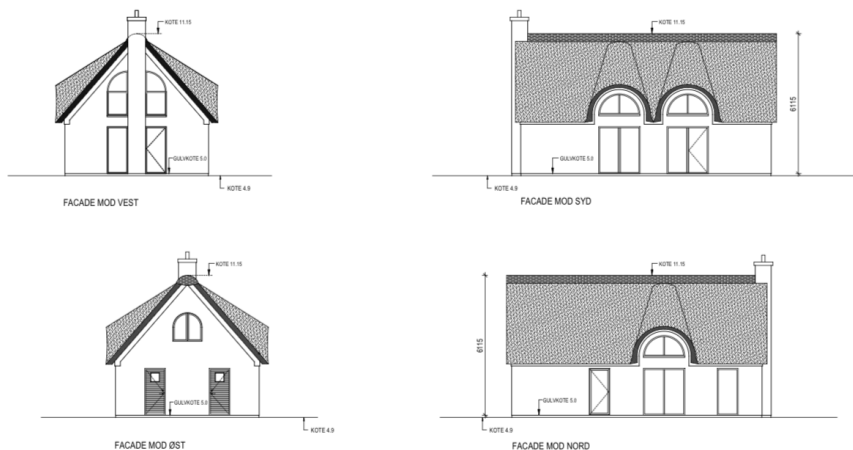 KOTE 11.15
GULVKOTE 5.0
KOTE 4.9
FACADE MOD VEST
KOTE 11.15
6115
GULVKOTE 5.0
KOTE 4.9
FACADE MOD SYD
KOTE 11.15
GULVKOTE 5.0
KOTE 4.9
FACADE MOD ØST
KOTE 11.15
6115
GULVKOTE 5.0
KOTE 4.9
FACADE MOD NORD